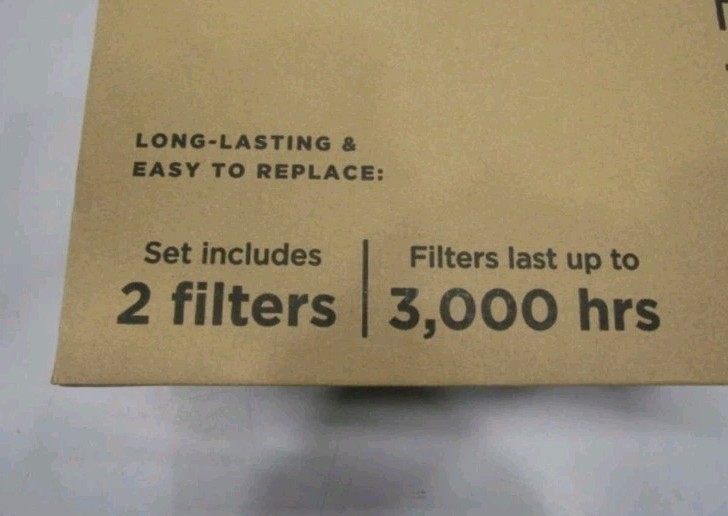 LONG-LASTING &
EASY TO REPLACE:
Set includes
2 filters
Filters last up to
3,000 hrs